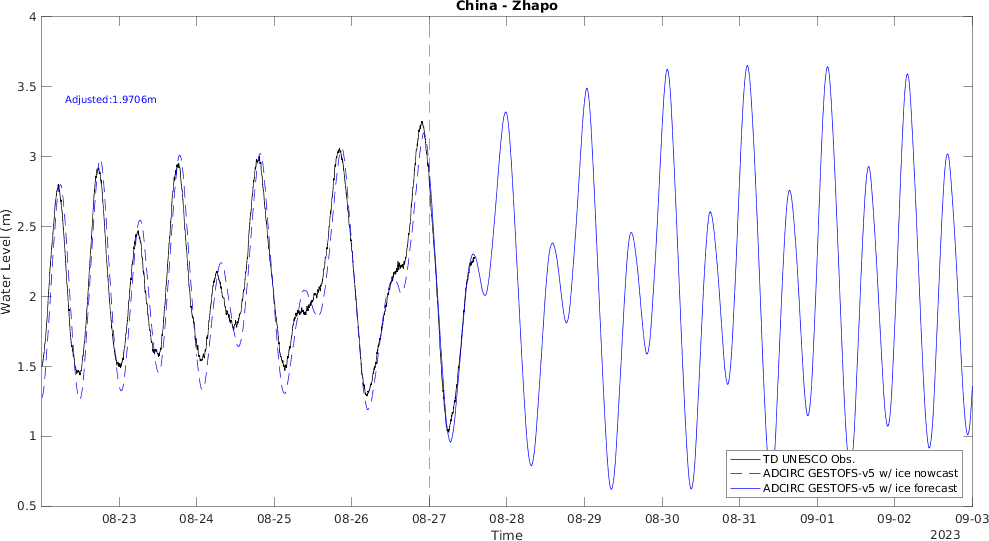 China - Zhapo
4
3.5
3
2.5
2
1.5
1
0.5
Water Level (m)
Adjusted:1.9706m
TD UNESCO Obs.
ADCIRC GESTOFS-v5 w/ ice nowcast
ADCIRC GESTOFS-v5 w/ ice forecast
08-23 08-24 08-25 08-26 08-27 08-28 08-29 08-30 08-31 09-01 09-02 09-03
Time
2023